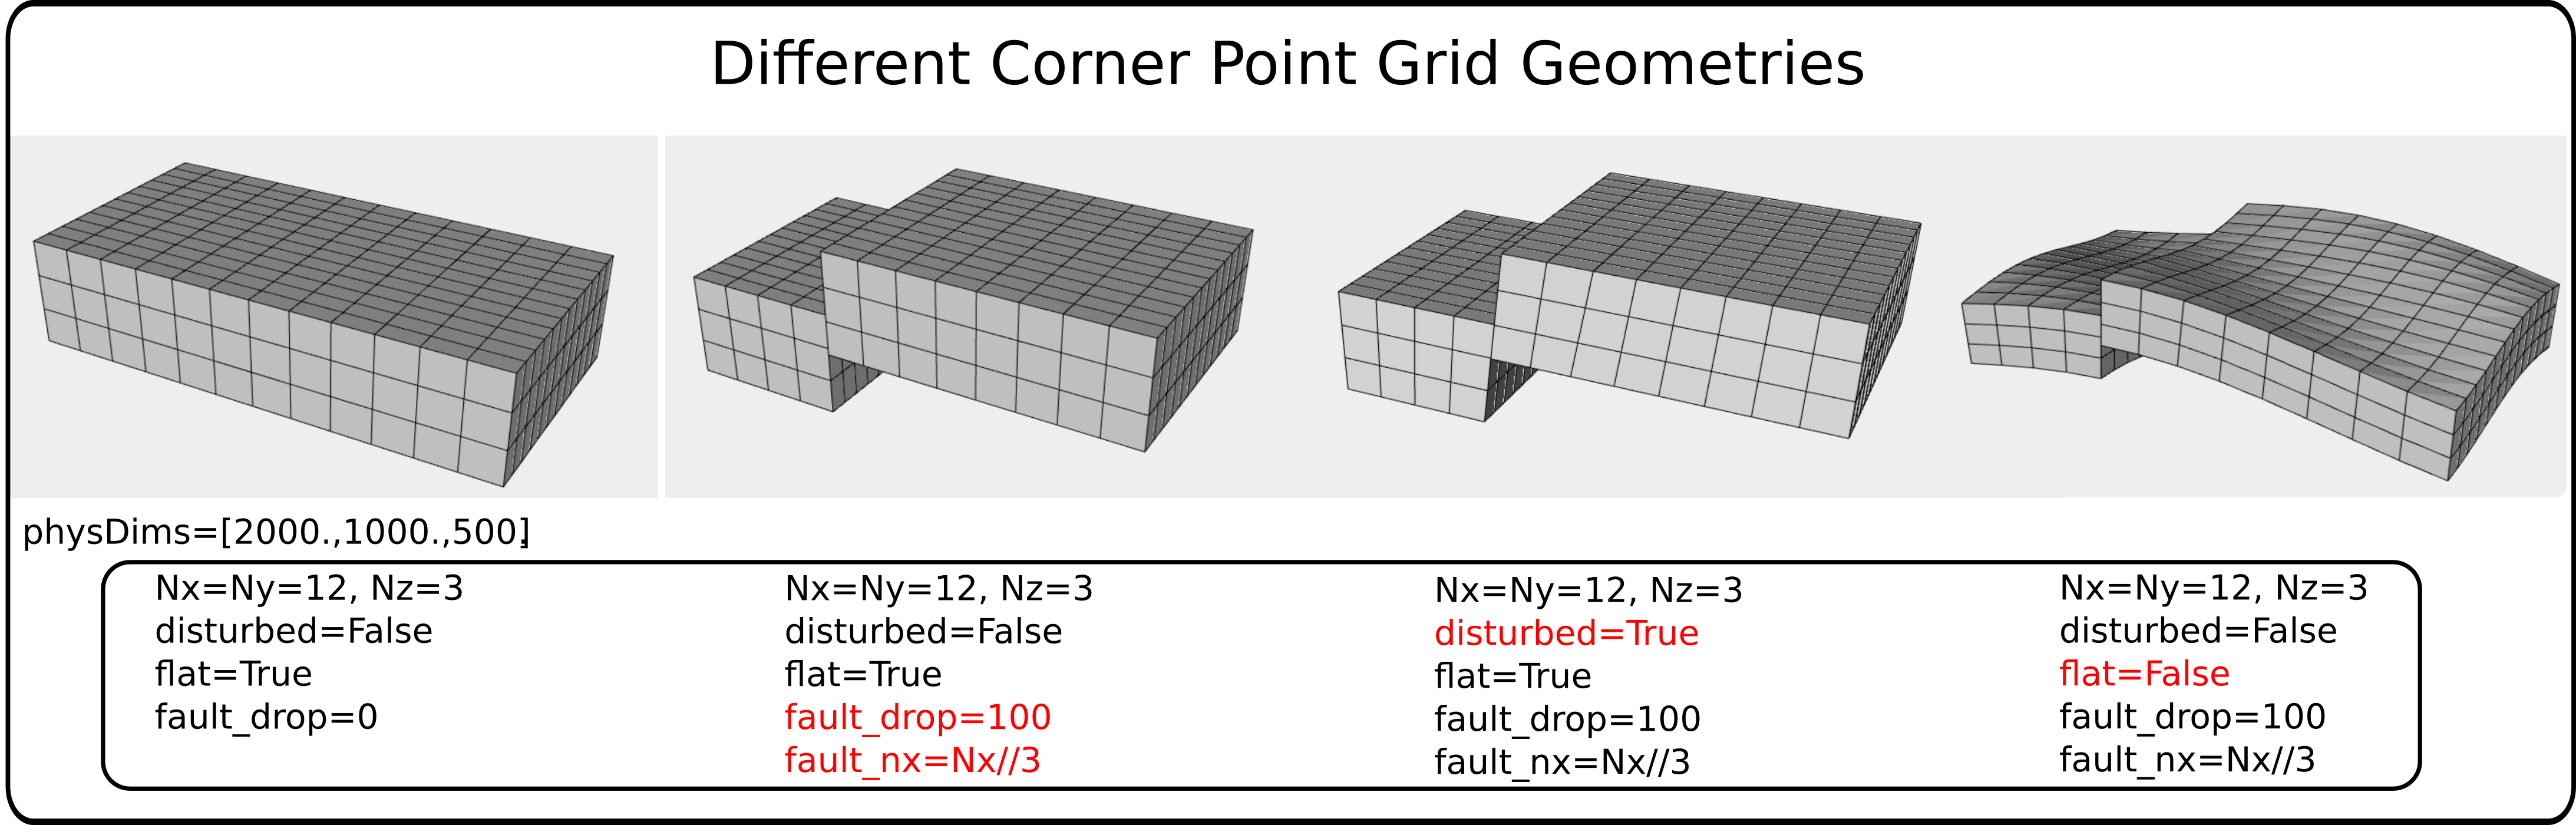 Different Corner Point Grid Geometries
physDims=[2000.,1000.,500.]
Nx=Ny=12, Nz=3
disturbed=False
flat=True
fault_drop=0
Nx=Ny=12, Nz=3
disturbed=False
flat=True
fault_drop=100
fault_nx=Nx//3
Nx=Ny=12, Nz=3
disturbed=True
flat=True
fault_drop=100
fault_nx=Nx//3
Nx=Ny=12, Nz=3
disturbed=False
flat=False
fault_drop=100
fault_nx=Nx//3